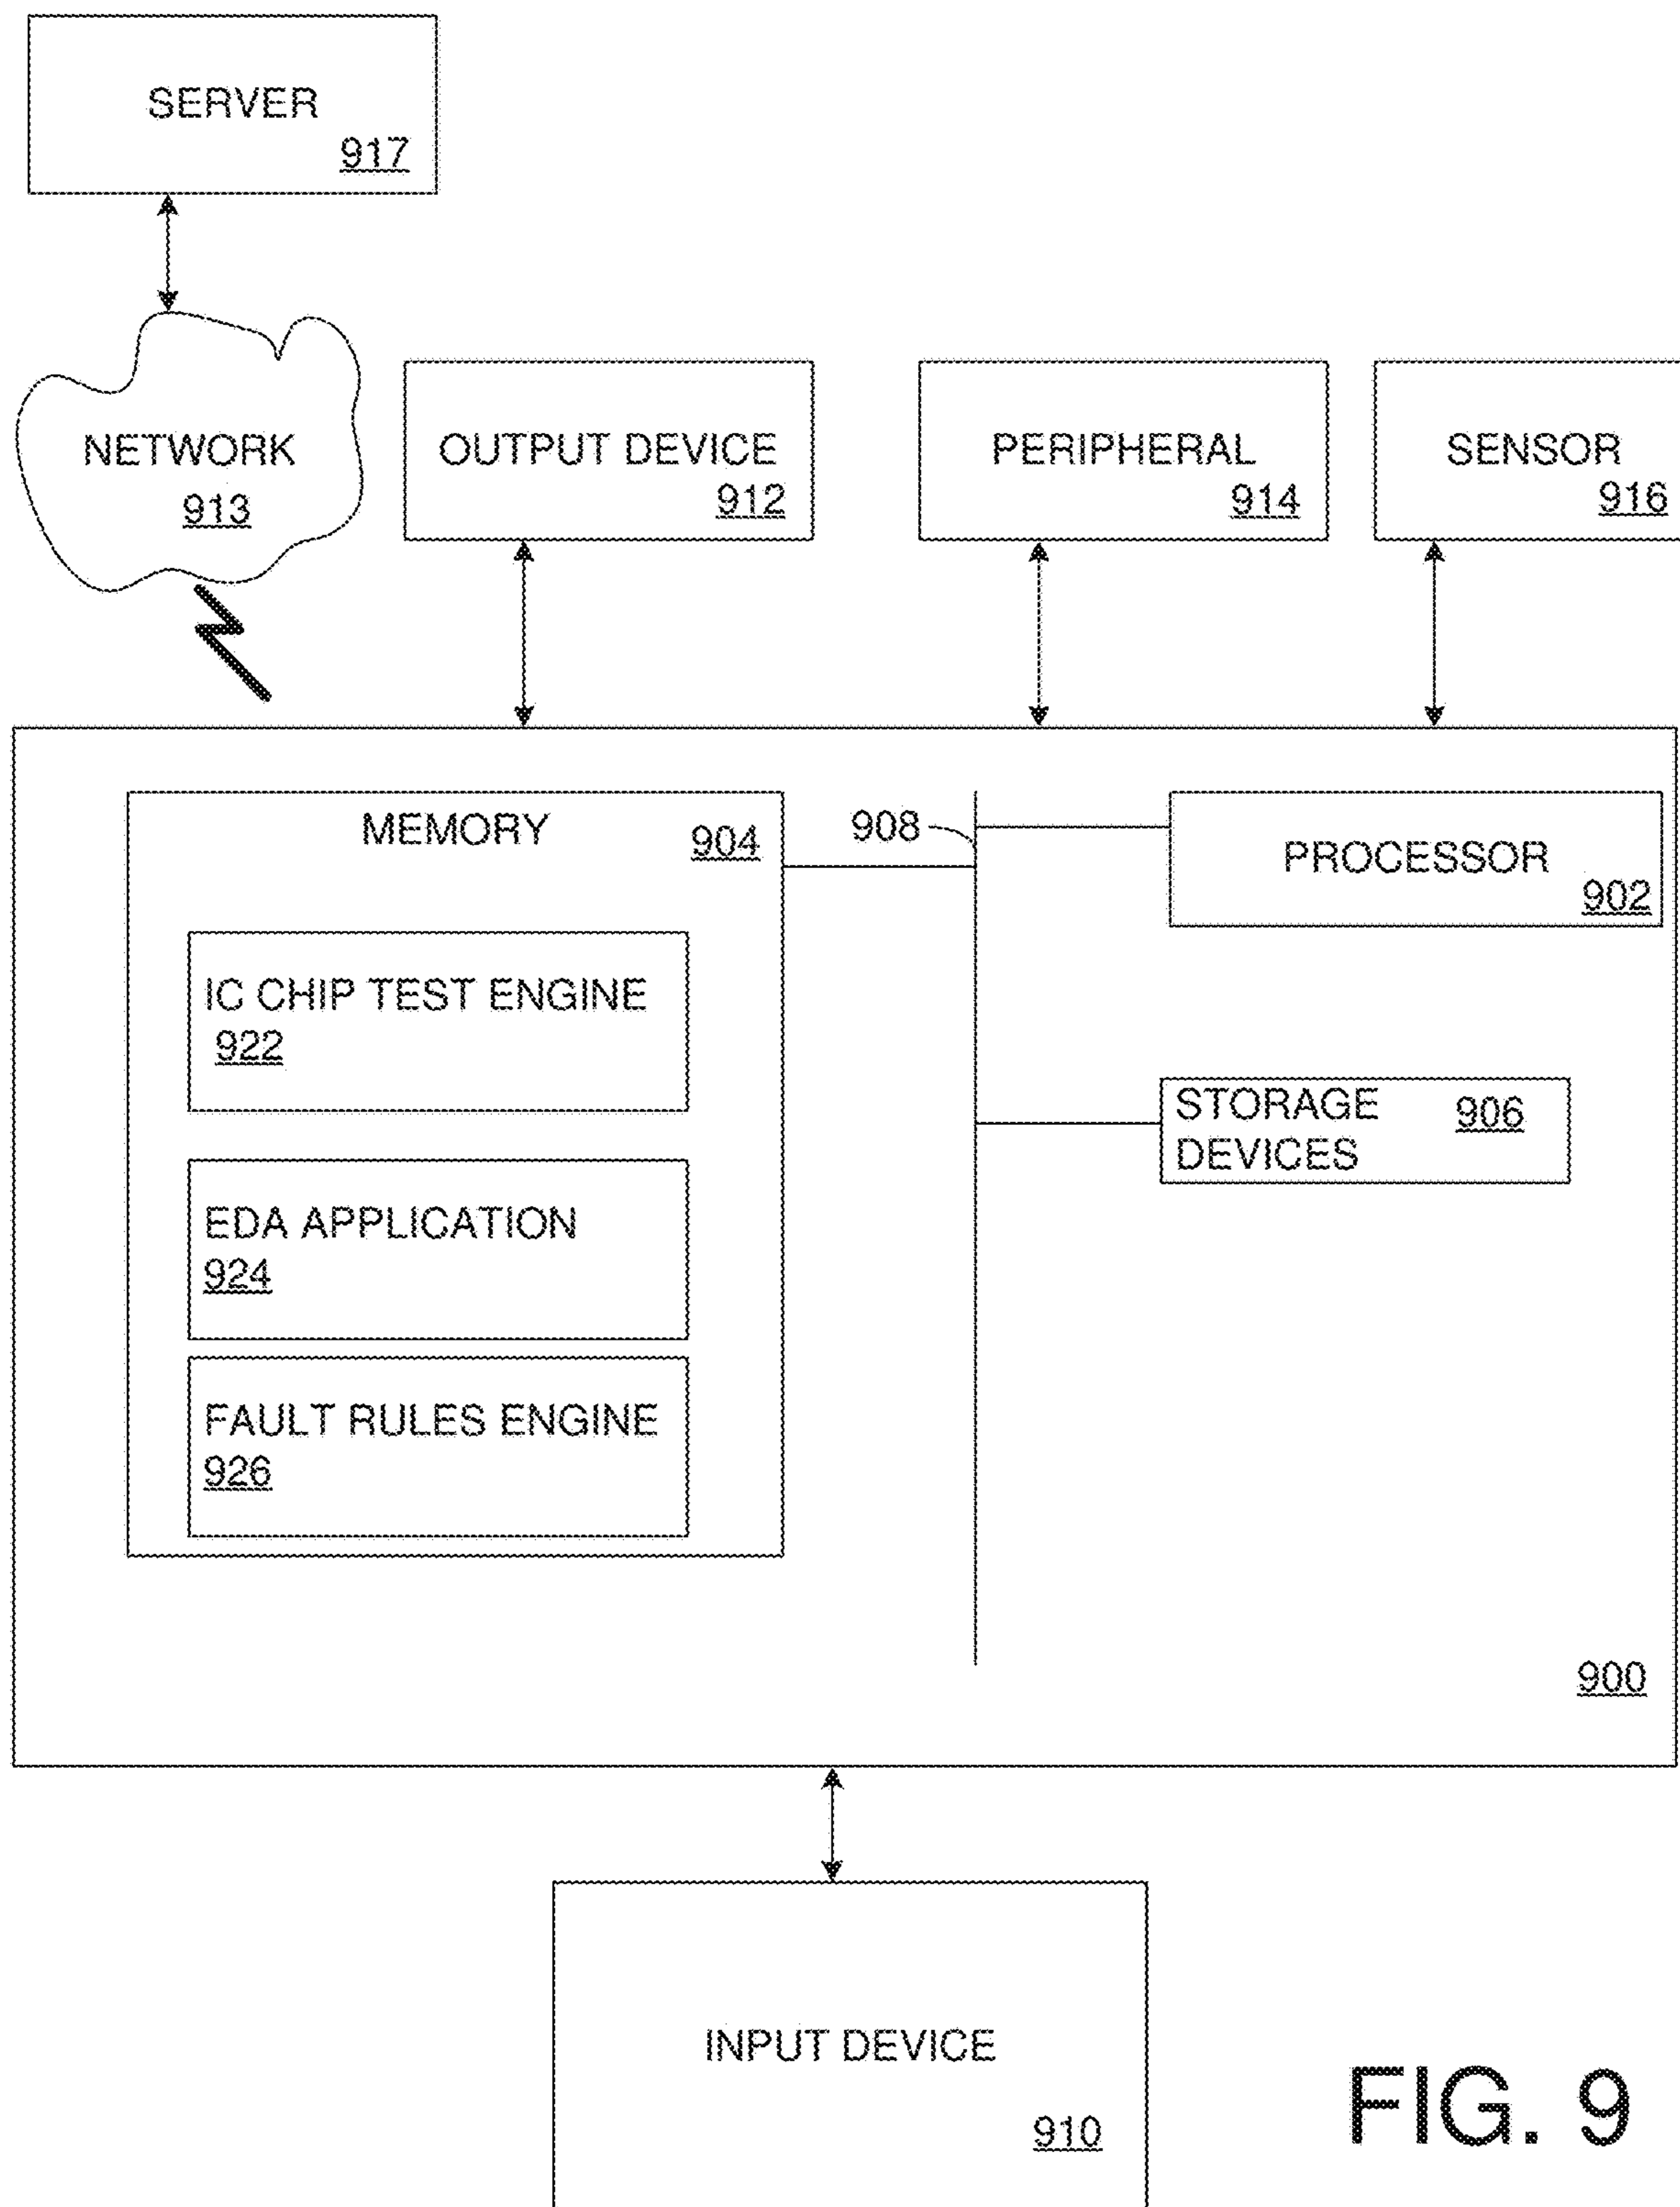 SERVER
917
NETWORK
913
OUTPUT DEVICE
912
PERIPHERAL
914
SENSOR
916
MEMORY
904
908
PROCESSOR
902
IC CHIP TEST ENGINE
922
STORAGE
DEVICES
906
EDA APPLICATION
924
FAULT RULES ENGINE
926
900
INPUT DEVICE
910
FIG. 9